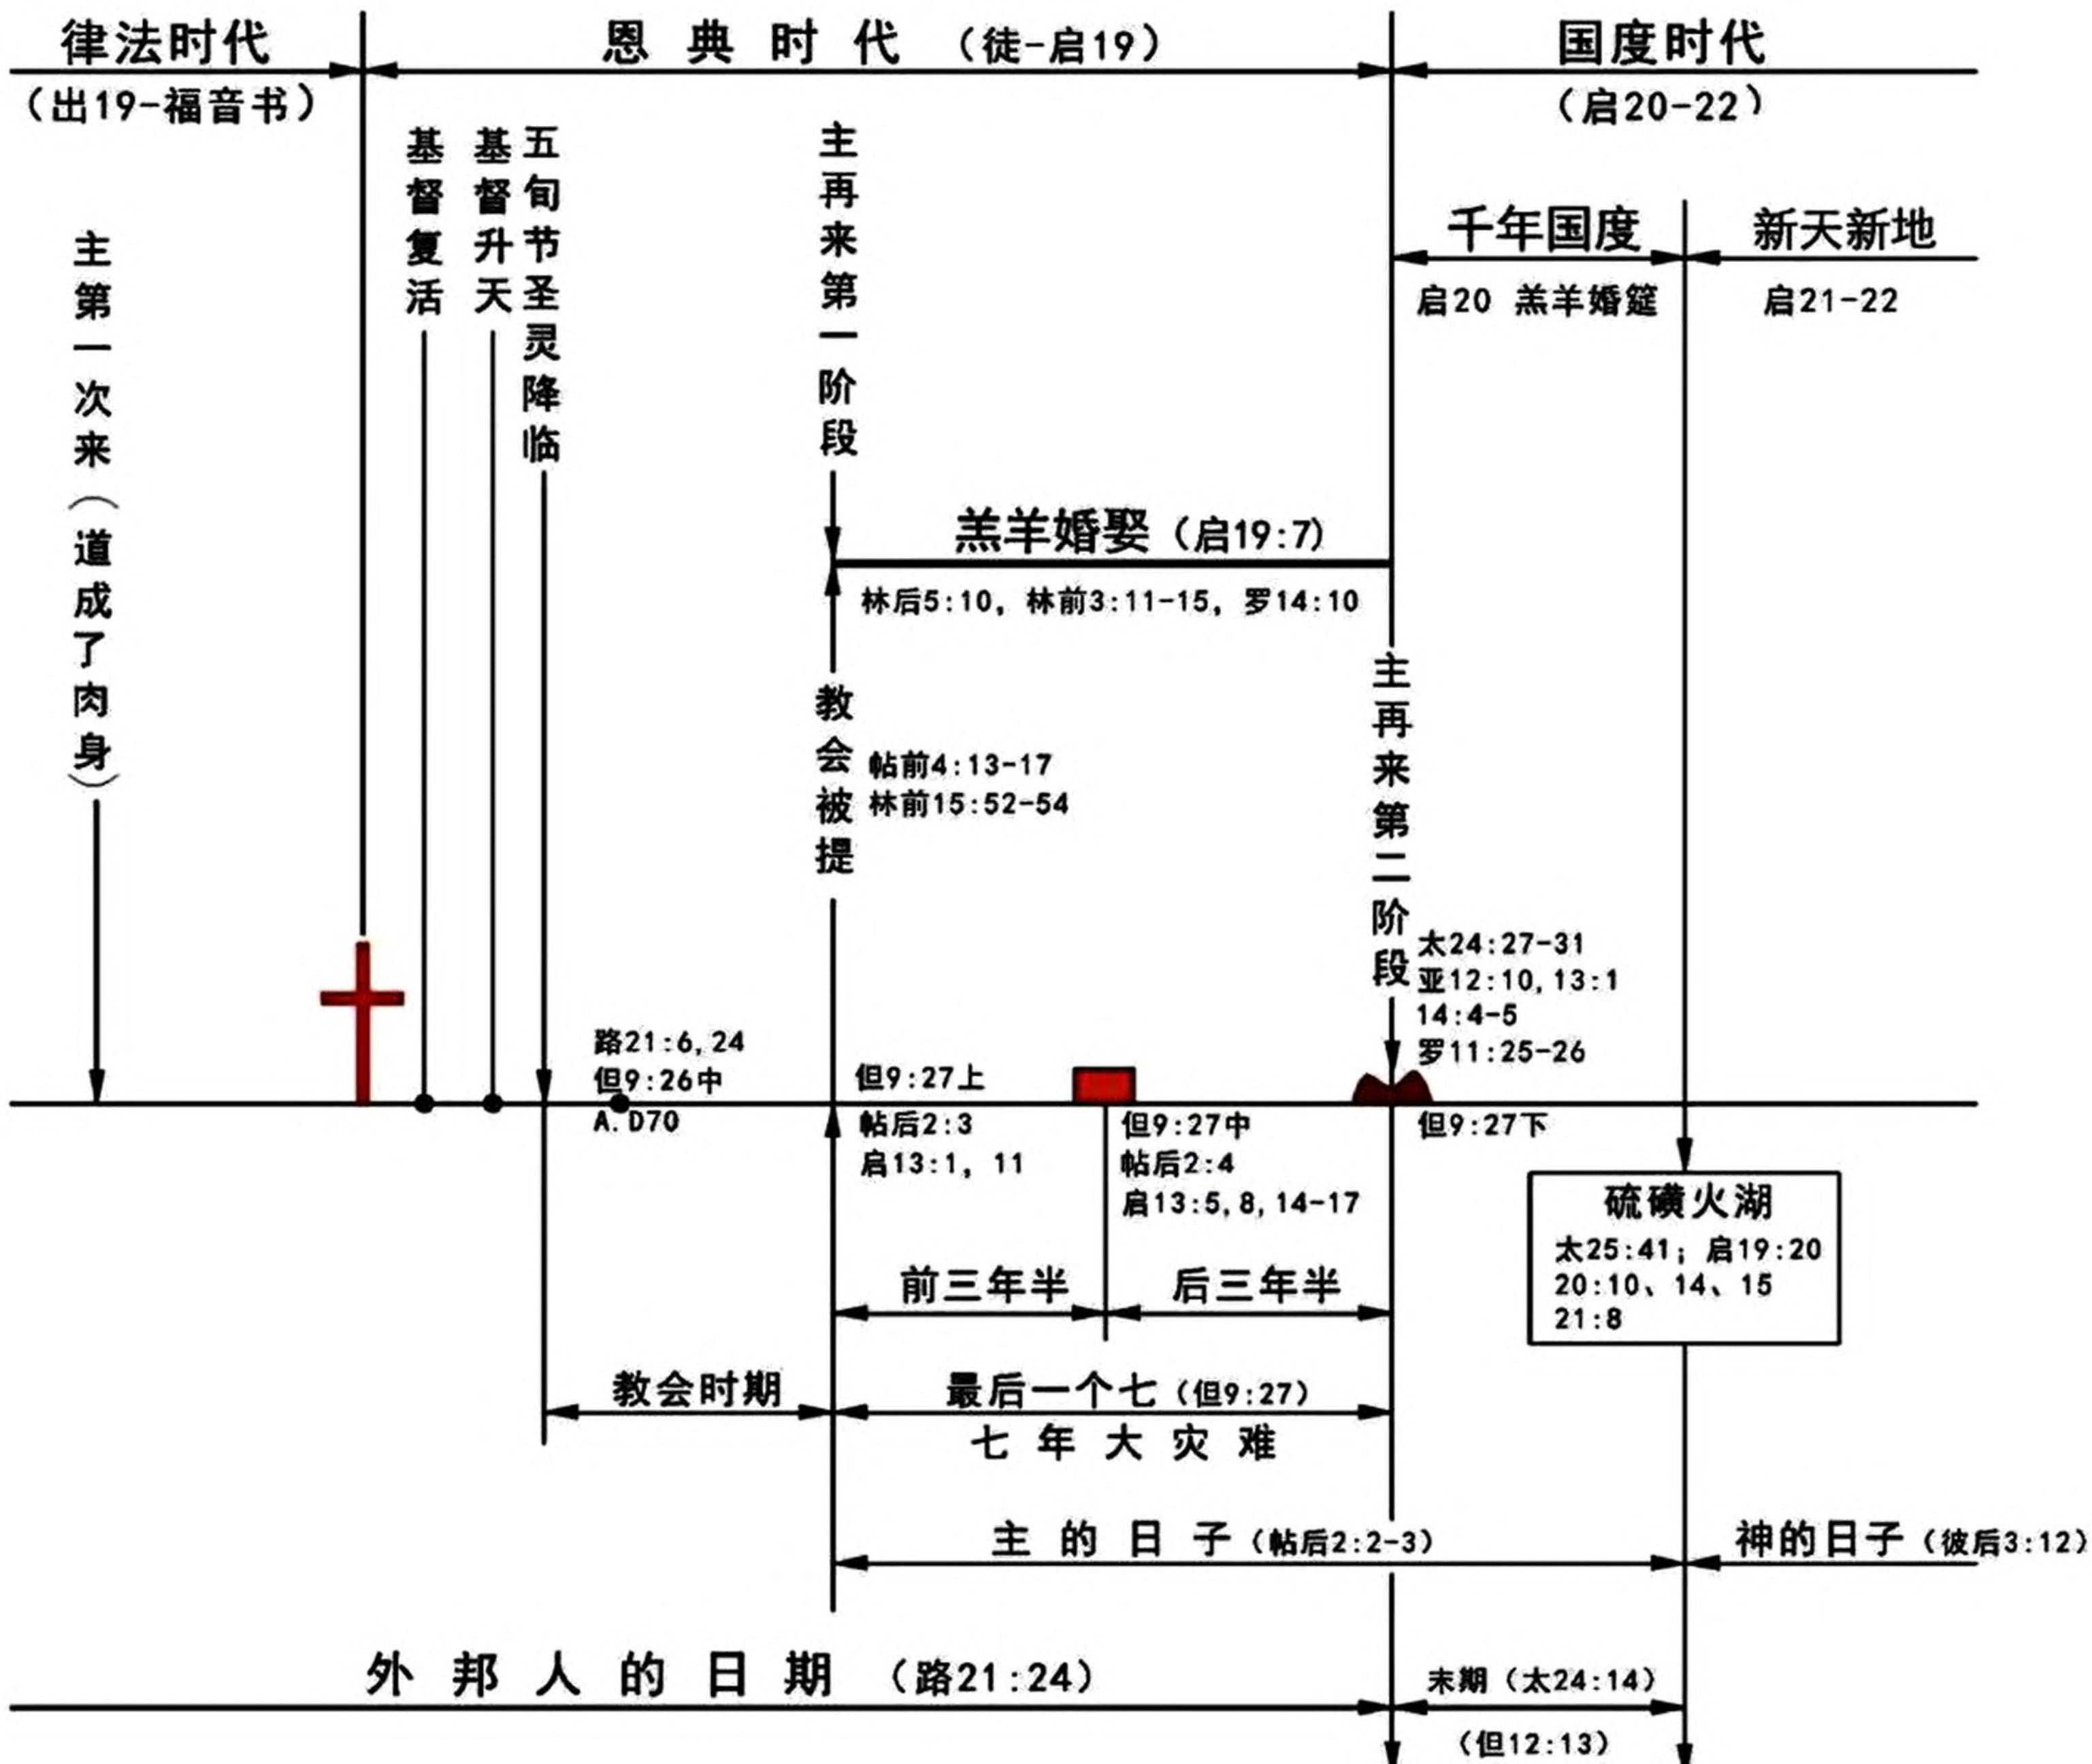 律法时代
恩典时代（徒-启19）
国度时代
（出19-福音书）
（启20-22）
主第一次来（道成了肉身）
基督复活
基督升天
五旬节圣灵降临
主再来第一阶段
千年国度
新天新地
启20 羔羊婚筵
启21-22
羔羊婚娶（启19:7）
林后5:10，林前3:11-15，罗14:10
教会被提
帖前4:13-17
林前15:52-54
主再来第二阶段
太24:27-31
亚12:10,13:1
14:4-5
罗11:25-26
路21:6,24
但9:26中
A.D70
但9:27上
帖后2:3
启13:1，11
但9:27中
帖后2:4
启13:5,8,14-17
但9:27下
硫磺火湖
太25:41；启19:20
20:10、14、15
21:8
前三年半
后三年半
教会时期
最后一个七（但9:27）
七年大灾难
主的日子（帖后2:2-3）
神的日子（彼后3:12）
外邦人的日期（路21:24）
末期（太24:14）
（但12:13）